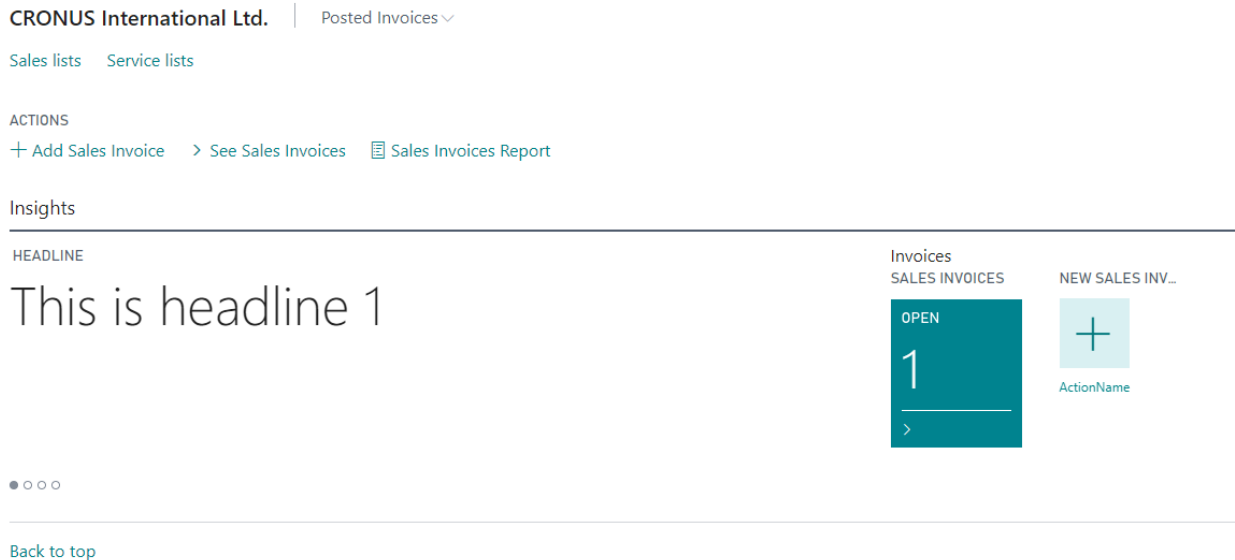 CRONUS International Ltd. Posted Invoices
Sales lists Service lists
ACTIONS
+ Add Sales Invoice > See Sales Invoices Sales Invoices Report
Insights
HEADLINE
This is headline 1
Invoices
SALES INVOICES
OPEN
1
>
NEW SALES INV...
+
ActionName
Back to top